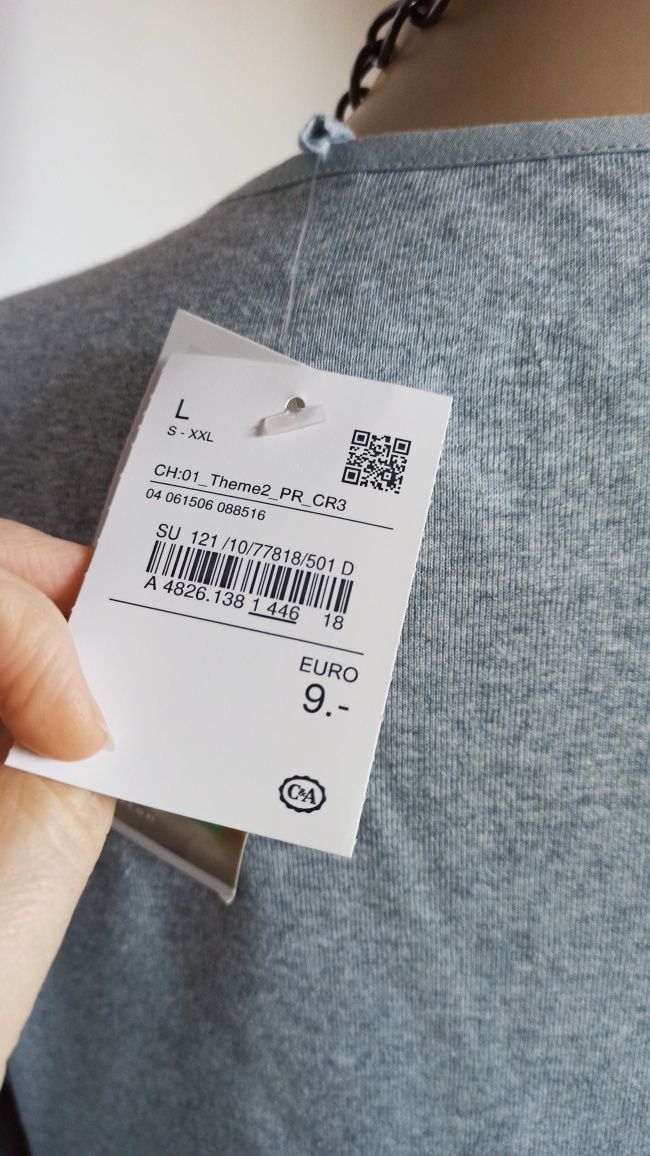 L
S - XXL
CH:01_Theme2_PR_CR3
04 061506 088516
SU 121 /10/77818/501 D
A 4826.138 1 446 18
EURO
9.-
C&A